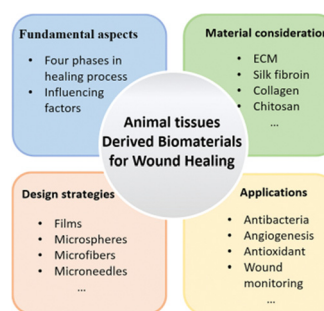 Fundamental aspects
• Four phases in
healing process
• Influencing
factors
Material consideration
• ECM
• Silk fibroin
• Collagen
• Chitosan
...
Animal tissues
Derived Biomaterials
for Wound Healing
Design strategies
• Films
• Microspheres
• Microfibers
• Microneedles
...
Applications
• Antibacteria
• Angiogenesis
• Antioxidant
• Wound
monitoring
...